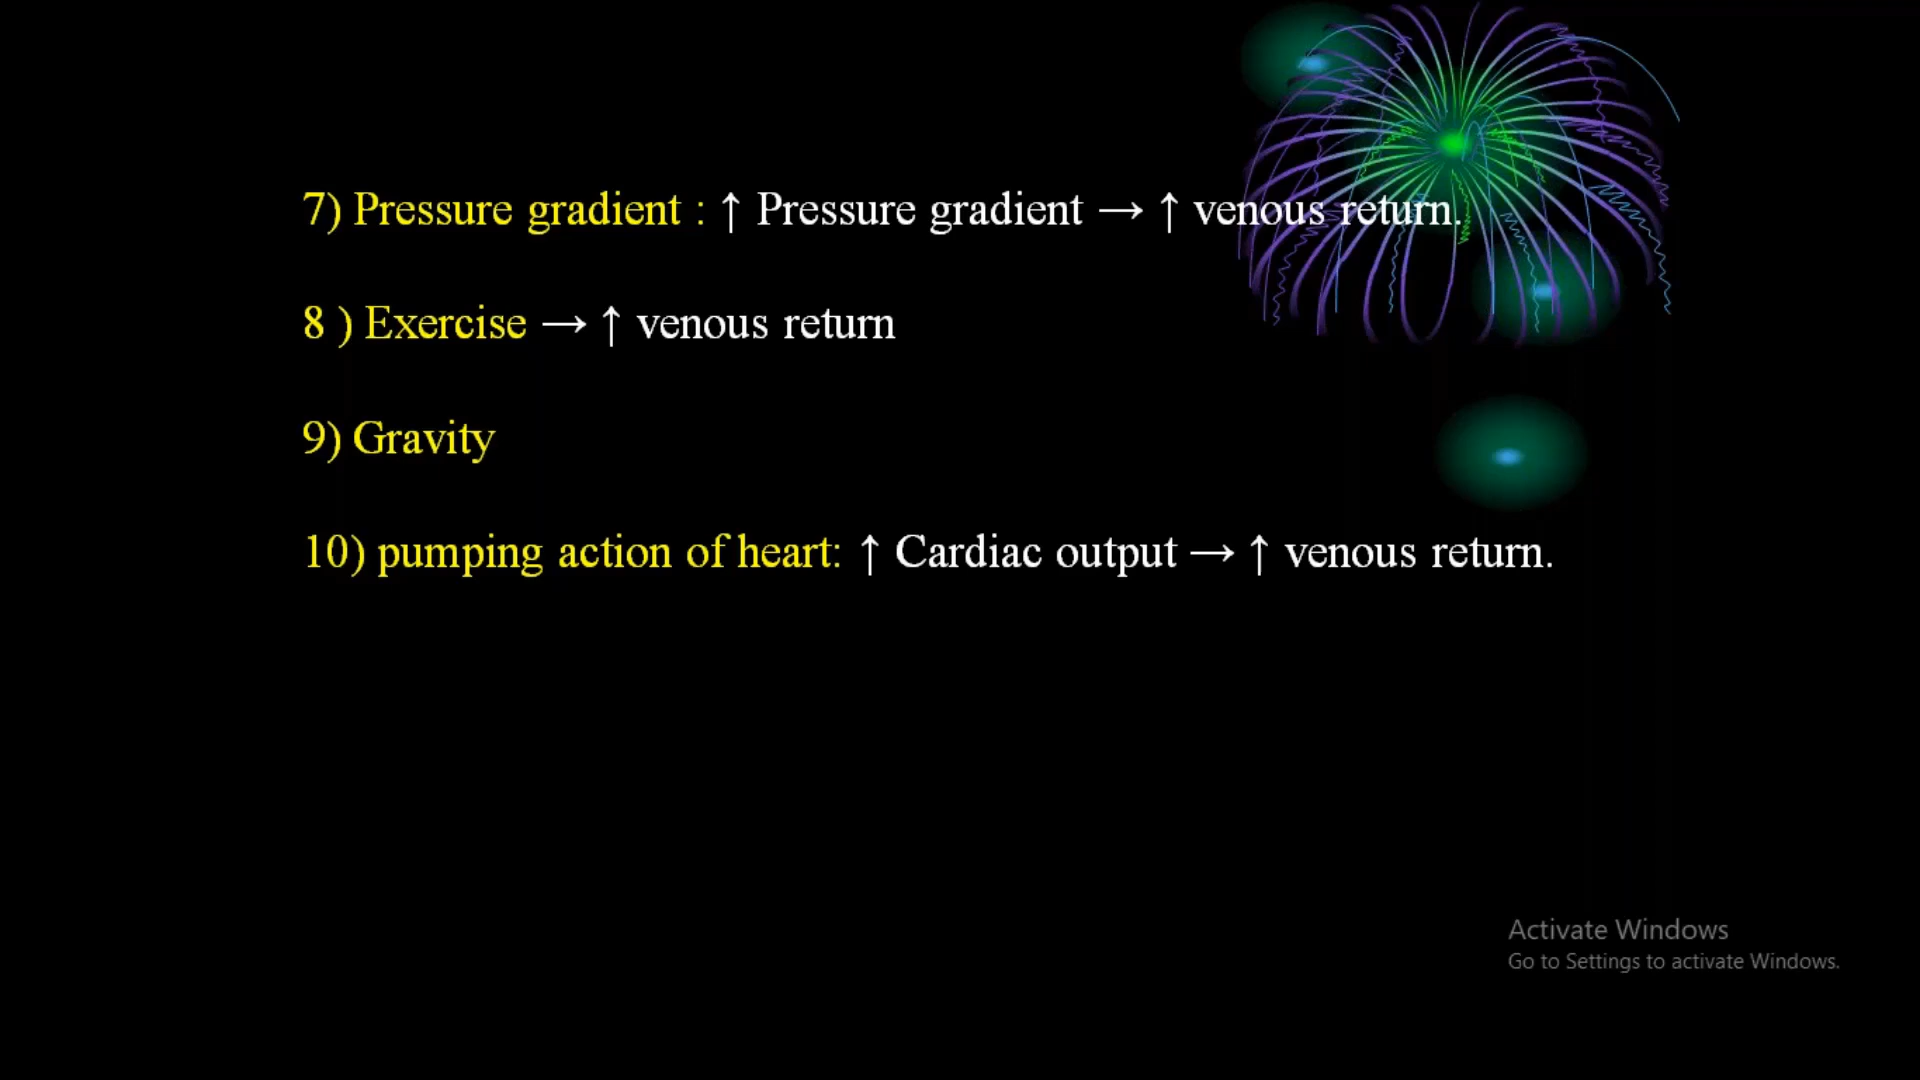 7) Pressure gradient : ↑ Pressure gradient → ↑ venous return.
8 ) Exercise → ↑ venous return
9) Gravity
10) pumping action of heart: ↑ Cardiac output → ↑ venous return.
Activate Windows
Go to Settings to activate Windows.